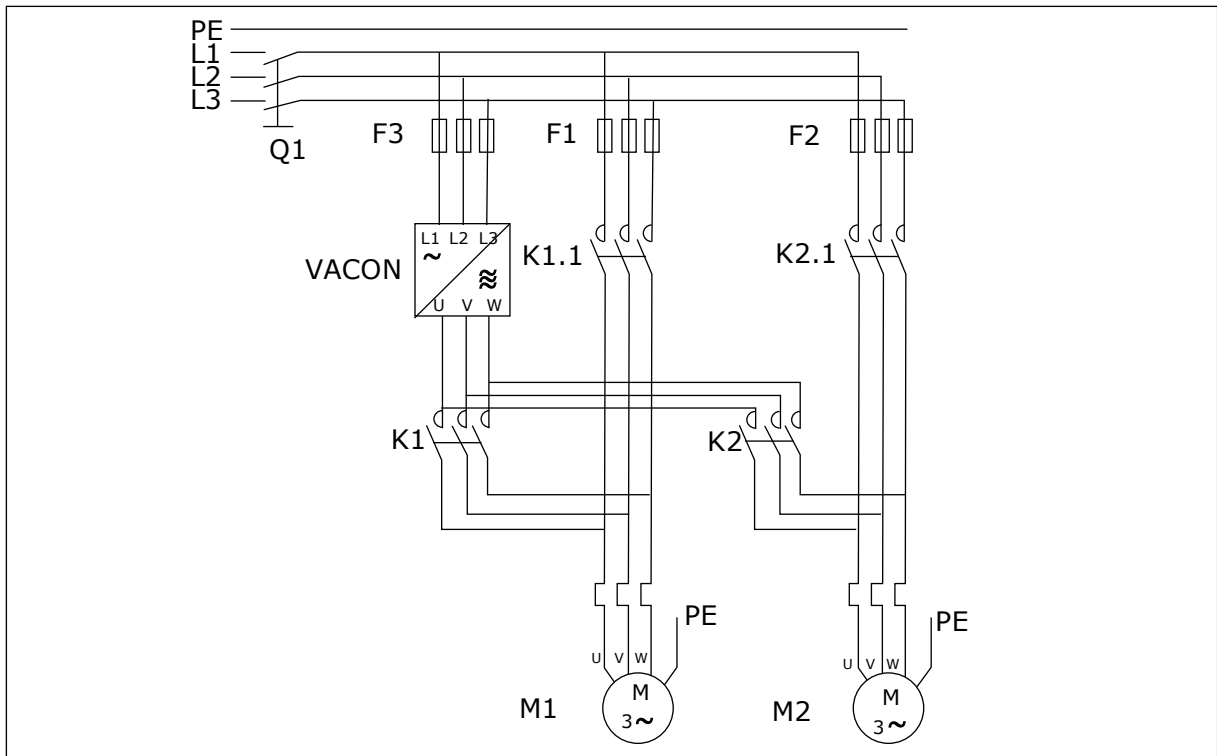 PE
L1
L2
L3
Q1
F3
F1
F2
L1 L2 L3
~
K1.1
K2.1
VACON
≋
U V W
K1
K2
PE
PE
U V W
U V W
M
3~
M
3~
M1
M2